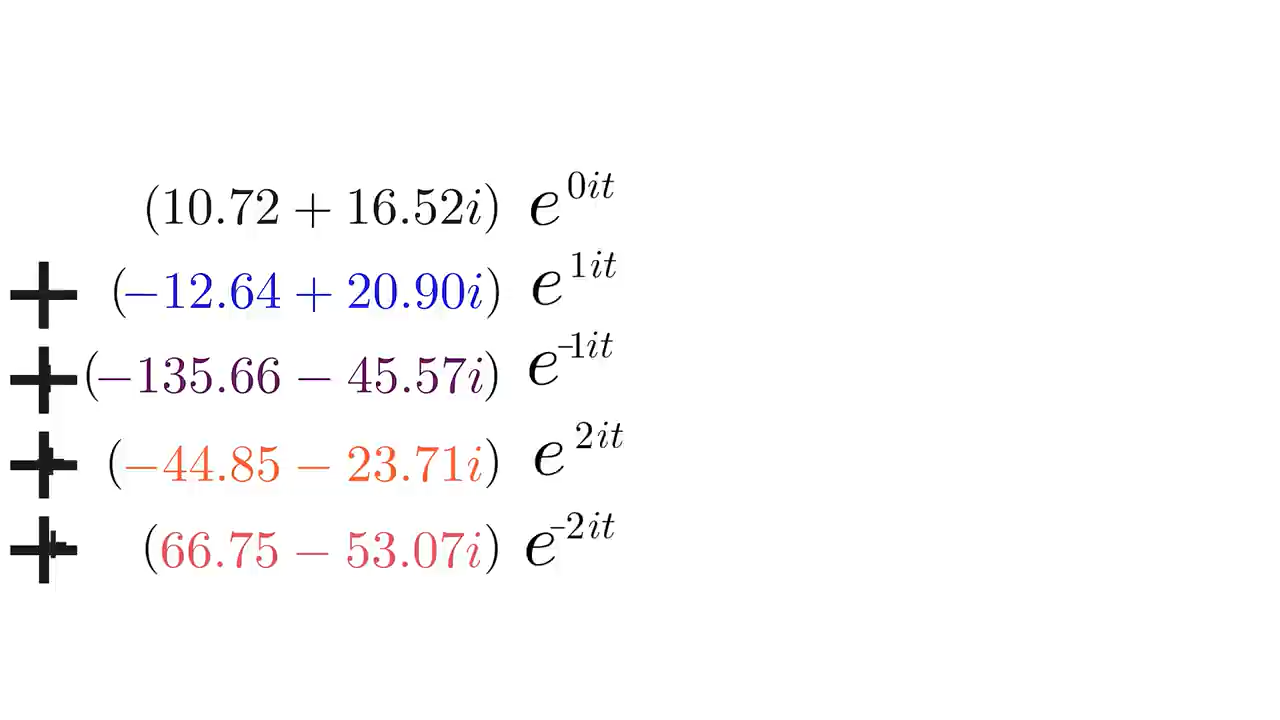 (10.72 + 16.52i) e^{0it}
+ (−12.64 + 20.90i) e^{1it}
+ (−135.66 − 45.57i) e^{-1it}
+ (−44.85 − 23.71i) e^{2it}
+ (66.75 − 53.07i) e^{-2it}